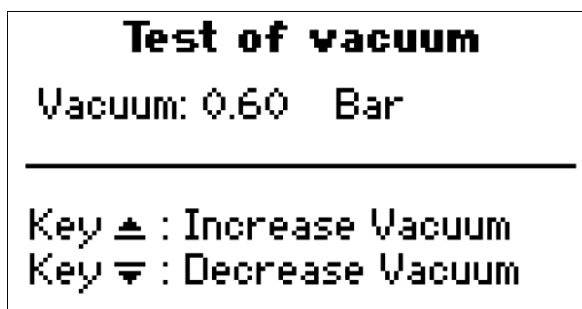 Test of vacuum
Vacuum: 0.60 Bar
Key ▲ : Increase Vacuum
Key ▼ : Decrease Vacuum